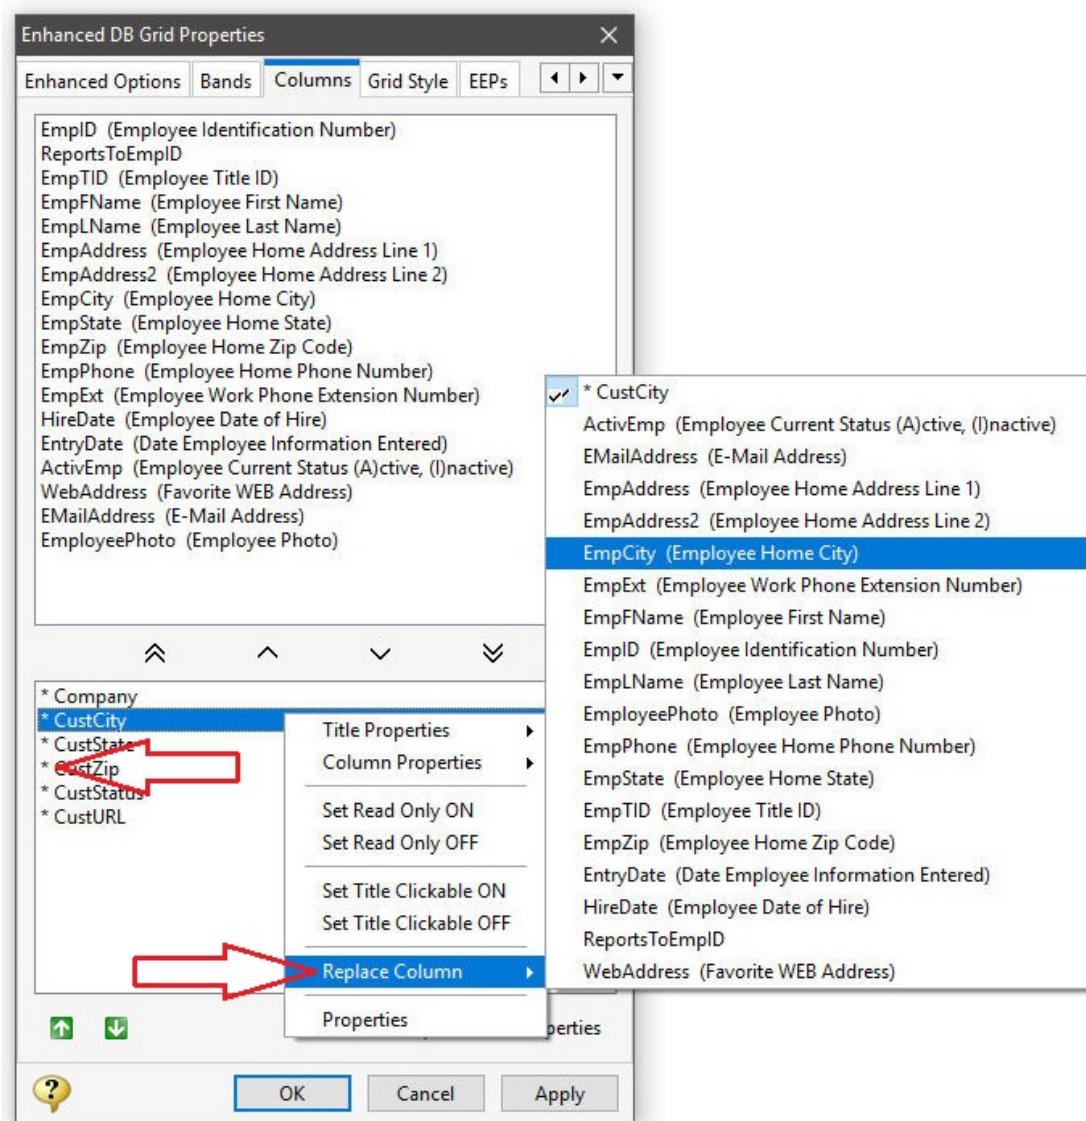 Enhanced DB Grid Properties
Enhanced Options Bands Columns Grid Style EEPs
EmpID (Employee Identification Number)
ReportsToEmpID
EmpTID (Employee Title ID)
EmpFName (Employee First Name)
EmpLName (Employee Last Name)
EmpAddress (Employee Home Address Line 1)
EmpAddress2 (Employee Home Address Line 2)
EmpCity (Employee Home City)
EmpState (Employee Home State)
EmpZip (Employee Home Zip Code)
EmpPhone (Employee Home Phone Number)
EmpExt (Employee Work Phone Extension Number)
HireDate (Employee Date of Hire)
EntryDate (Date Employee Information Entered)
ActivEmp (Employee Current Status (A)ctive, (I)nactive)
WebAddress (Favorite WEB Address)
EMailAddress (E-Mail Address)
EmployeePhoto (Employee Photo)
* Company
* CustCity
* CustState
* CustZip
* CustStatus
* CustURL
Title Properties
Column Properties
Set Read Only ON
Set Read Only OFF
Set Title Clickable ON
Set Title Clickable OFF
Replace Column
Properties
* CustCity
ActivEmp (Employee Current Status (A)ctive, (I)nactive)
EMailAddress (E-Mail Address)
EmpAddress (Employee Home Address Line 1)
EmpAddress2 (Employee Home Address Line 2)
EmpCity (Employee Home City)
EmpExt (Employee Work Phone Extension Number)
EmpFName (Employee First Name)
EmpID (Employee Identification Number)
EmpLName (Employee Last Name)
EmployeePhoto (Employee Photo)
EmpPhone (Employee Home Phone Number)
EmpState (Employee Home State)
EmpTID (Employee Title ID)
EmpZip (Employee Home Zip Code)
EntryDate (Date Employee Information Entered)
HireDate (Employee Date of Hire)
ReportsToEmpID
WebAddress (Favorite WEB Address)
perties
OK Cancel Apply